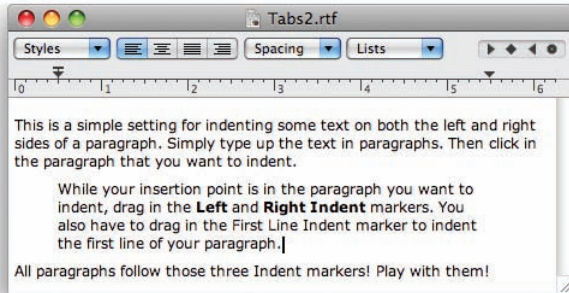 Tabs2.rtf
Styles Spacing Lists
0 1 2 3 4 5 6
This is a simple setting for indenting some text on both the left and right
sides of a paragraph. Simply type up the text in paragraphs. Then click in
the paragraph that you want to indent.
While your insertion point is in the paragraph you want to
indent, drag in the Left and Right Indent markers. You
also have to drag in the First Line Indent marker to indent
the first line of your paragraph.
All paragraphs follow those three Indent markers! Play with them!